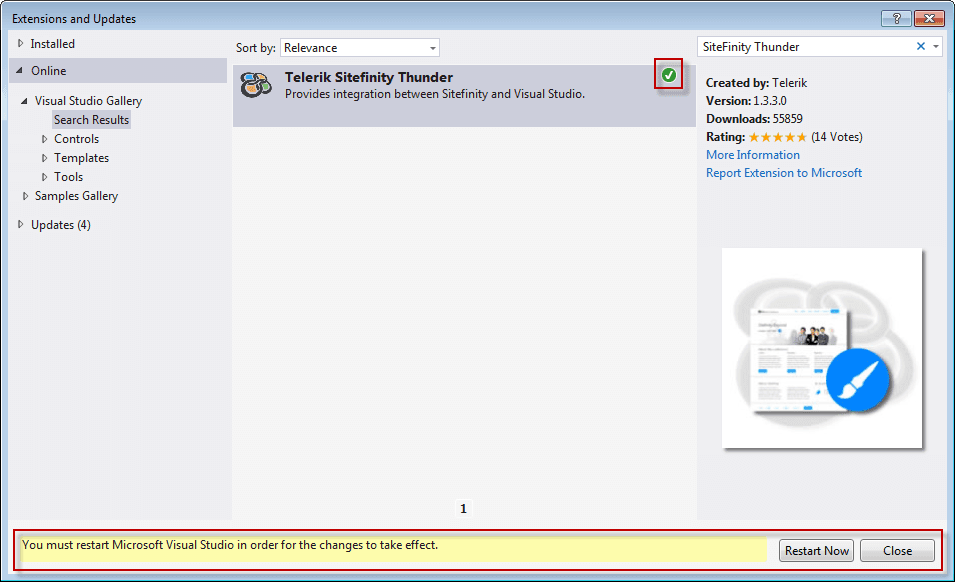 Extensions and Updates
Installed
Online
Visual Studio Gallery
Search Results
Controls
Templates
Tools
Samples Gallery
Updates (4)
Sort by: Relevance
Telerik Sitefinity Thunder
Provides integration between Sitefinity and Visual Studio.
1
SiteFinity Thunder
Created by: Telerik
Version: 1.3.3.0
Downloads: 55859
Rating: (14 Votes)
More Information
Report Extension to Microsoft
You must restart Microsoft Visual Studio in order for the changes to take effect.
Restart Now
Close